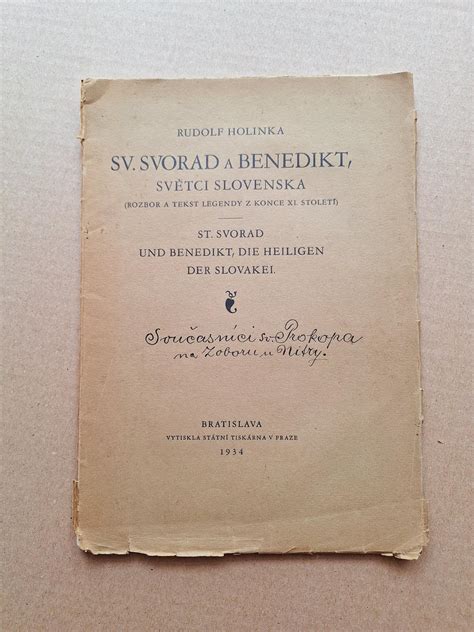 RUDOLF HOLINKA
SV. SVORAD A BENEDIKT,
SVĚTCI SLOVENSKA
(ROZBOR A TEKST LEGENDY Z KONCE XI. STOLETÍ)
ST. SVORAD
UND BENEDIKT, DIE HEILIGEN
DER SLOVAKEI.
Současníci sv. Prokopa
na Zoboru u Nitry.
BRATISLAVA
VYTISKLA STÁTNÍ TISKÁRNA V PRAZE
1934